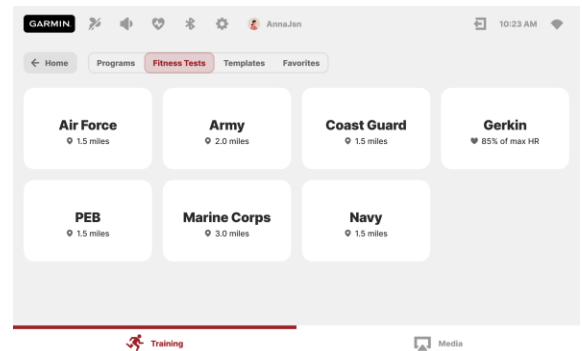 GARMIN AnnaJsn 10:23 AM
Home Programs Fitness Tests Templates Favorites
Air Force Army Coast Guard Gerkin
1.5 miles 2.0 miles 1.5 miles 85% of max HR
PEB Marine Corps Navy
1.5 miles 3.0 miles 1.5 miles
Training Media